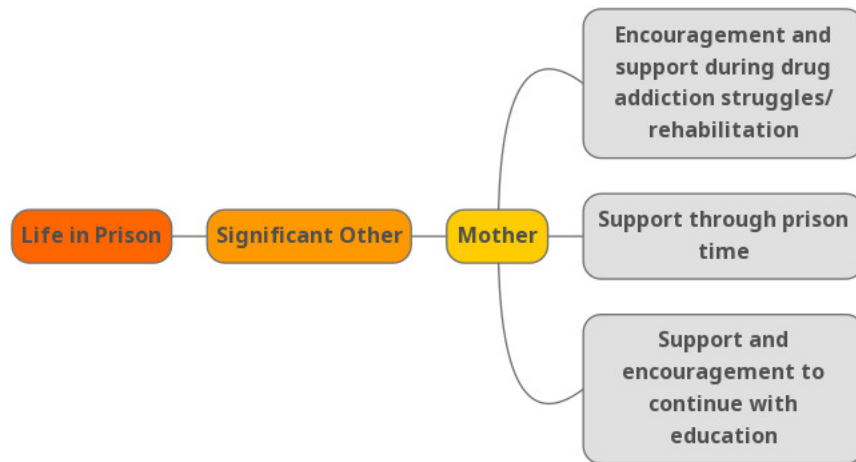 Life in Prison
Significant Other
Mother
Encouragement and
support during drug
addiction struggles/
rehabilitation
Support through prison
time
Support and
encouragement to
continue with
education